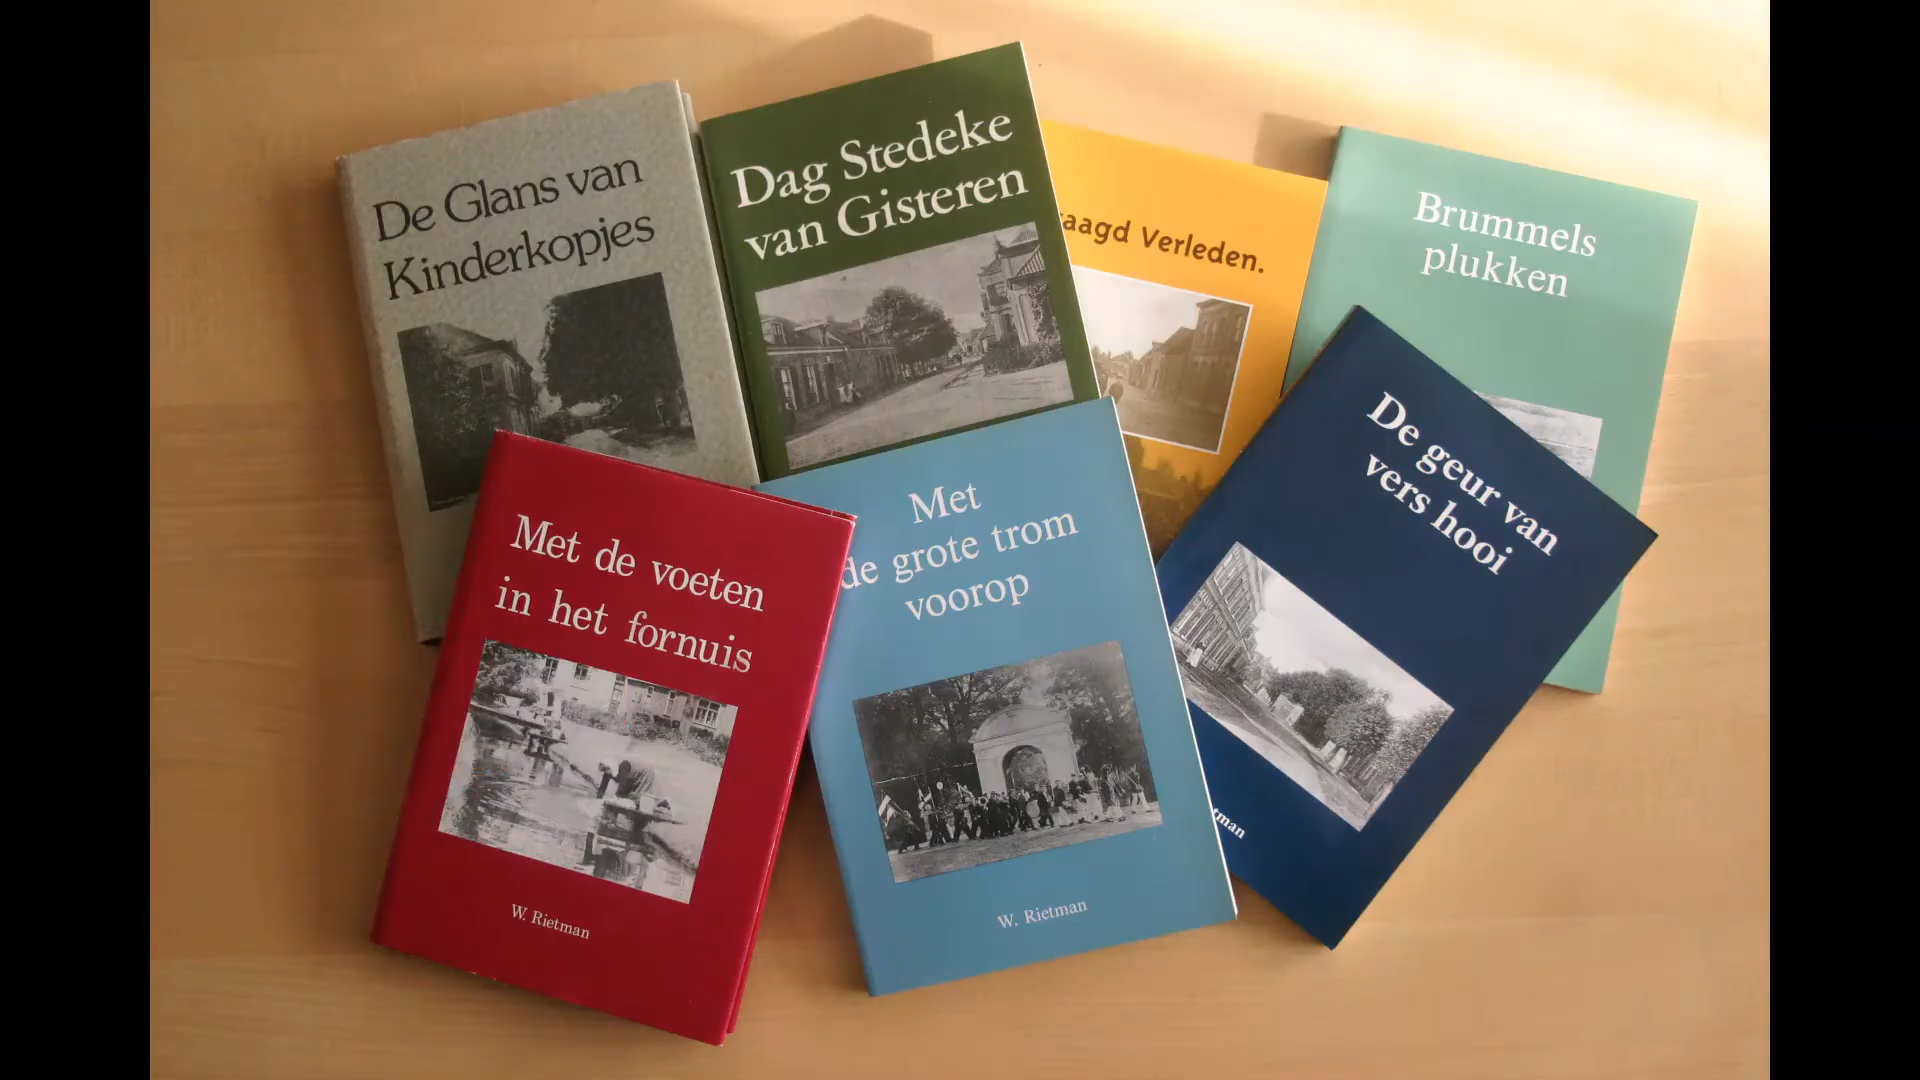 De Glans van
Kinderkopjes
Dag Stedeke
van Gisteren
Verleden.
Brummels
plukken
Met de voeten
in het fornuis
W. Rietman
Met
de grote trom
voorop
W. Rietman
De geur van
vers hooi